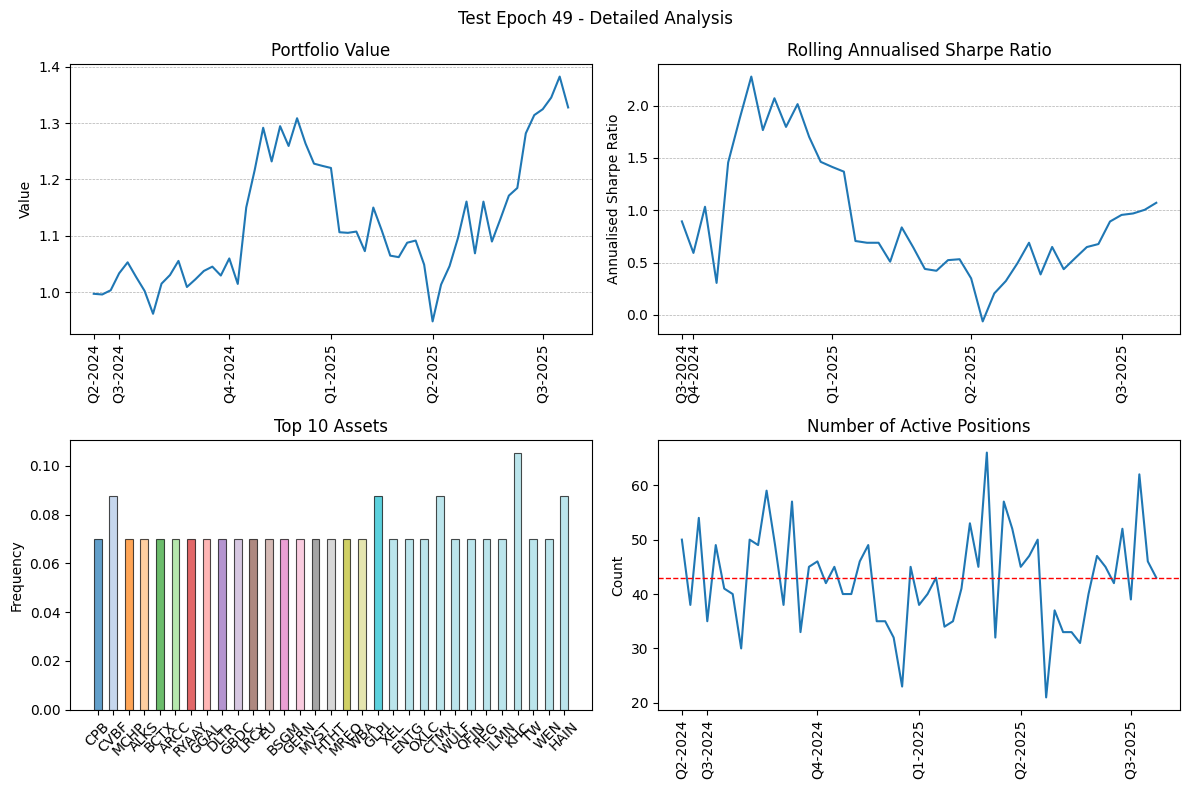 Test Epoch 49 - Detailed Analysis
Portfolio Value
Value
1.4
1.3
1.2
1.1
1.0
Q2-2024
Q3-2024
Q4-2024
Q1-2025
Q2-2025
Q3-2025
Rolling Annualised Sharpe Ratio
Annualised Sharpe Ratio
2.0
1.5
1.0
0.5
0.0
Q3-2024
Q4-2024
Q1-2025
Q2-2025
Q3-2025
Top 10 Assets
Frequency
0.10
0.08
0.06
0.04
0.02
0.00
CPB
CVBF
MCHP
ALKS
BCTX
ARCC
RYAAY
GGAL
DLTR
GBDC
LRCX
EU
BSGM
GERN
MVST
HTHT
MREO
WBA
GLPI
XEL
ENTG
OXLC
CTMX
WULF
QFIN
REG
ILMN
KHC
TW
WEN
HAIN
Number of Active Positions
Count
60
50
40
30
20
Q2-2024
Q3-2024
Q4-2024
Q1-2025
Q2-2025
Q3-2025